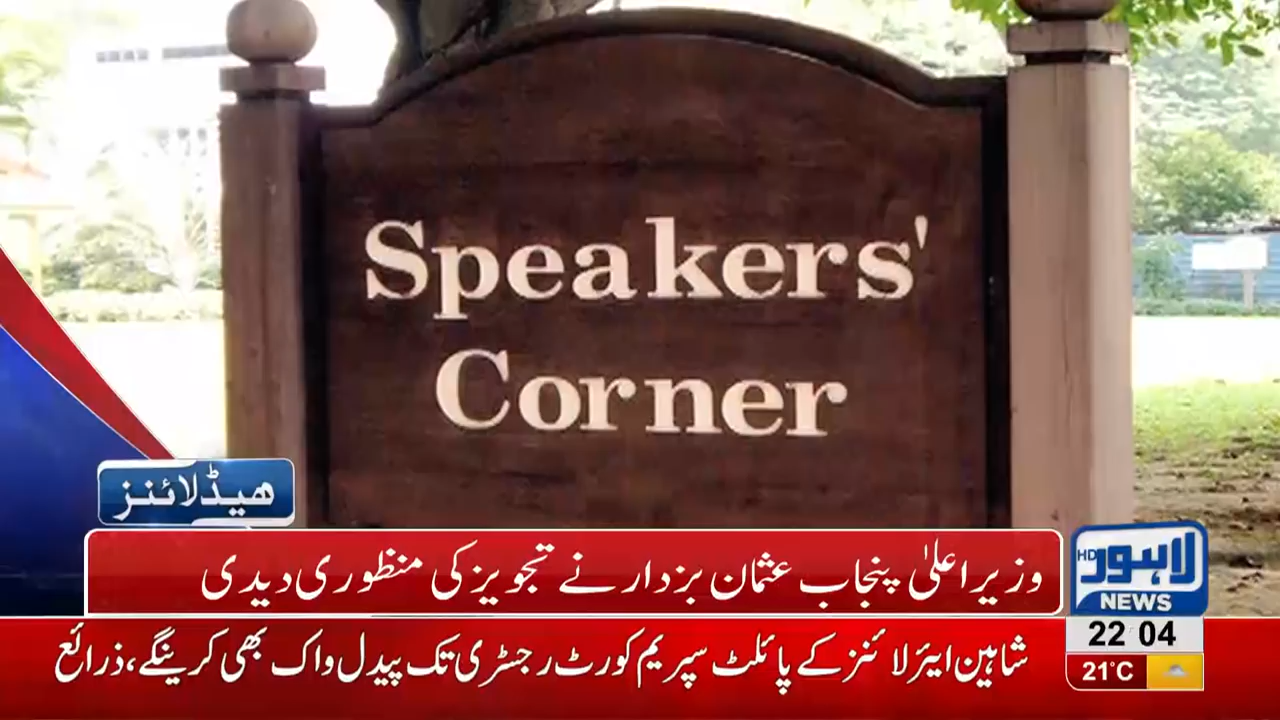 Speakers'
Corner
ھیڈلائنز
وزیراعلیٰ پنجاب عثمان بزدار نے تجویز کی منظوری دیدی
HD لاہور
NEWS
22 04
21°C
شاہین ایئرلائنز کے پائلٹ سپریم کورٹ رجسٹری تک پیدل واک بھی کرینگے، ذرائع